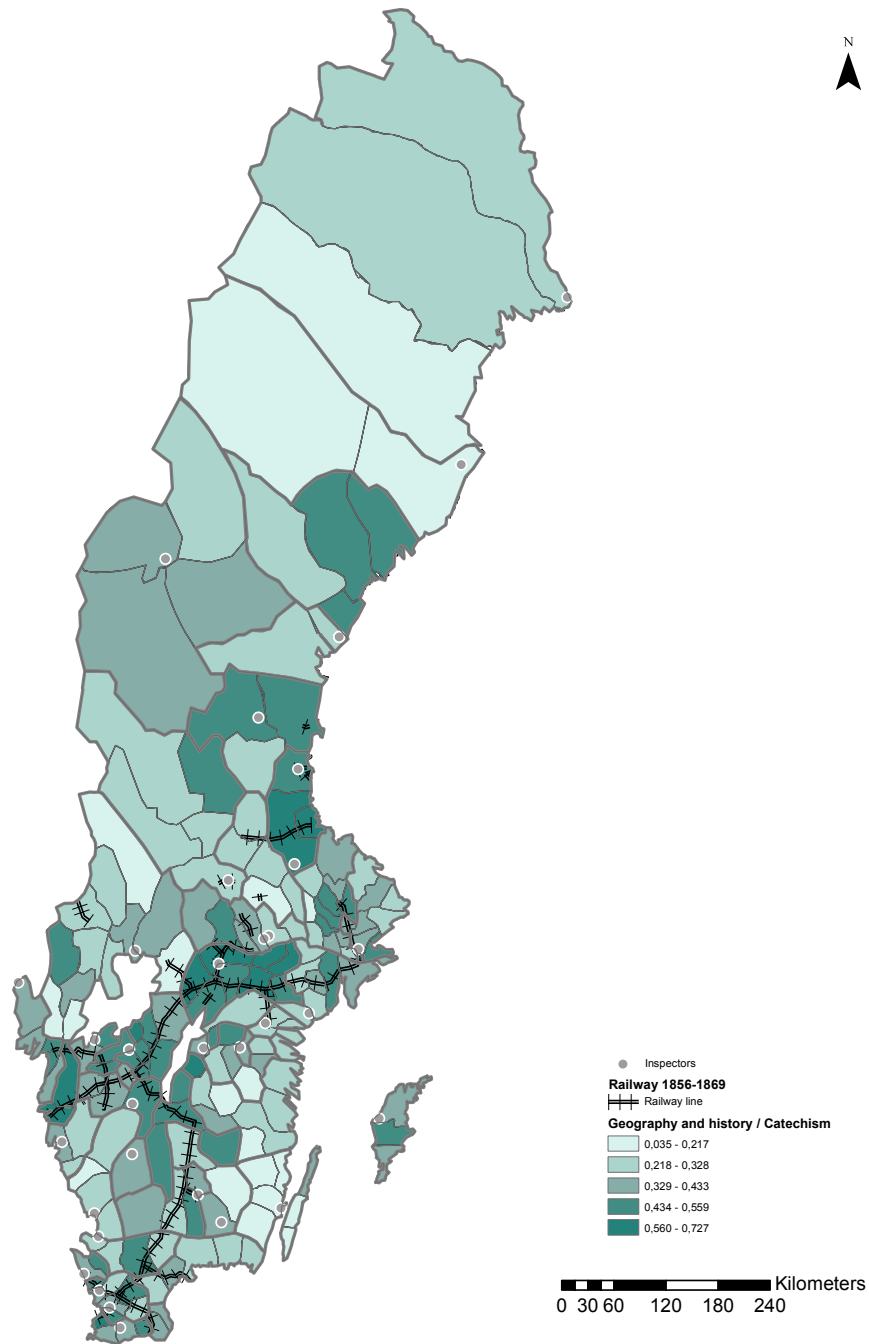 N
Inspectors
Railway 1856-1869
Railway line
Geography and history / Catechism
0,035 - 0,217
0,218 - 0,328
0,329 - 0,433
0,434 - 0,559
0,560 - 0,727
Kilometers
0 30 60 120 180 240